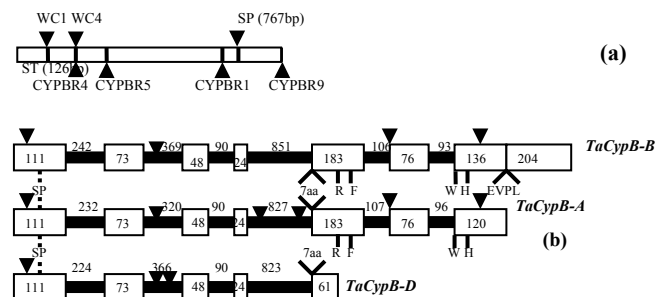 WC1 WC4 SP (767bp)
(a)
ST (126bp)
CYPBR4 CYPBR5 CYPBR1 CYPBR9
242 369 90 851 106 93 TaCypB-B
111 73 48 24 183 76 136 204
SP 7aa R F W H EVPL
232 320 90 827 107 96 TaCypB-A
111 73 48 24 183 76 120
SP R F W H (b)
224 366 90 823 7aa TaCypB-D
111 73 48 24 61